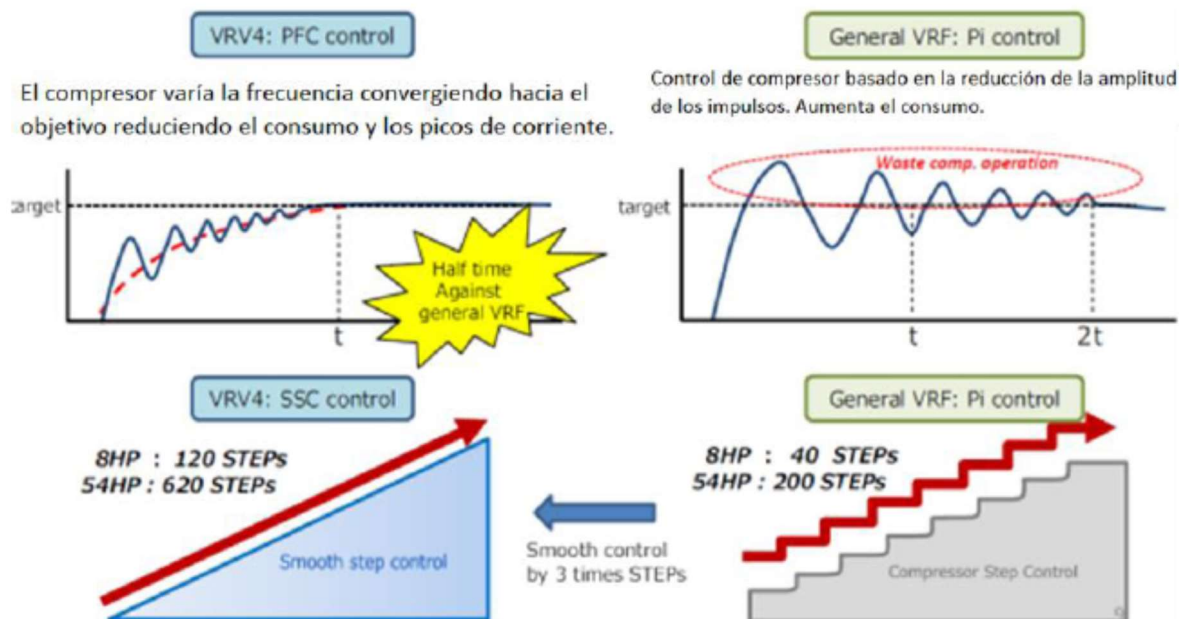 VRV4: PFC control
General VRF: Pi control
El compresor varía la frecuencia convergiendo hacia el
objetivo reduciendo el consumo y los picos de corriente.
Control de compresor basado en la reducción de la amplitud
de los impulsos. Aumenta el consumo.
arget
Half time
Against
general VRF
t
Waste comp. operation
target
t
2t
VRV4: SSC control
General VRF: Pi control
8HP : 120 STEPs
54HP : 620 STEPs
Smooth step control
Smooth control
by 3 times STEPs
8HP : 40 STEPs
54HP : 200 STEPs
Compressor Step Control
9